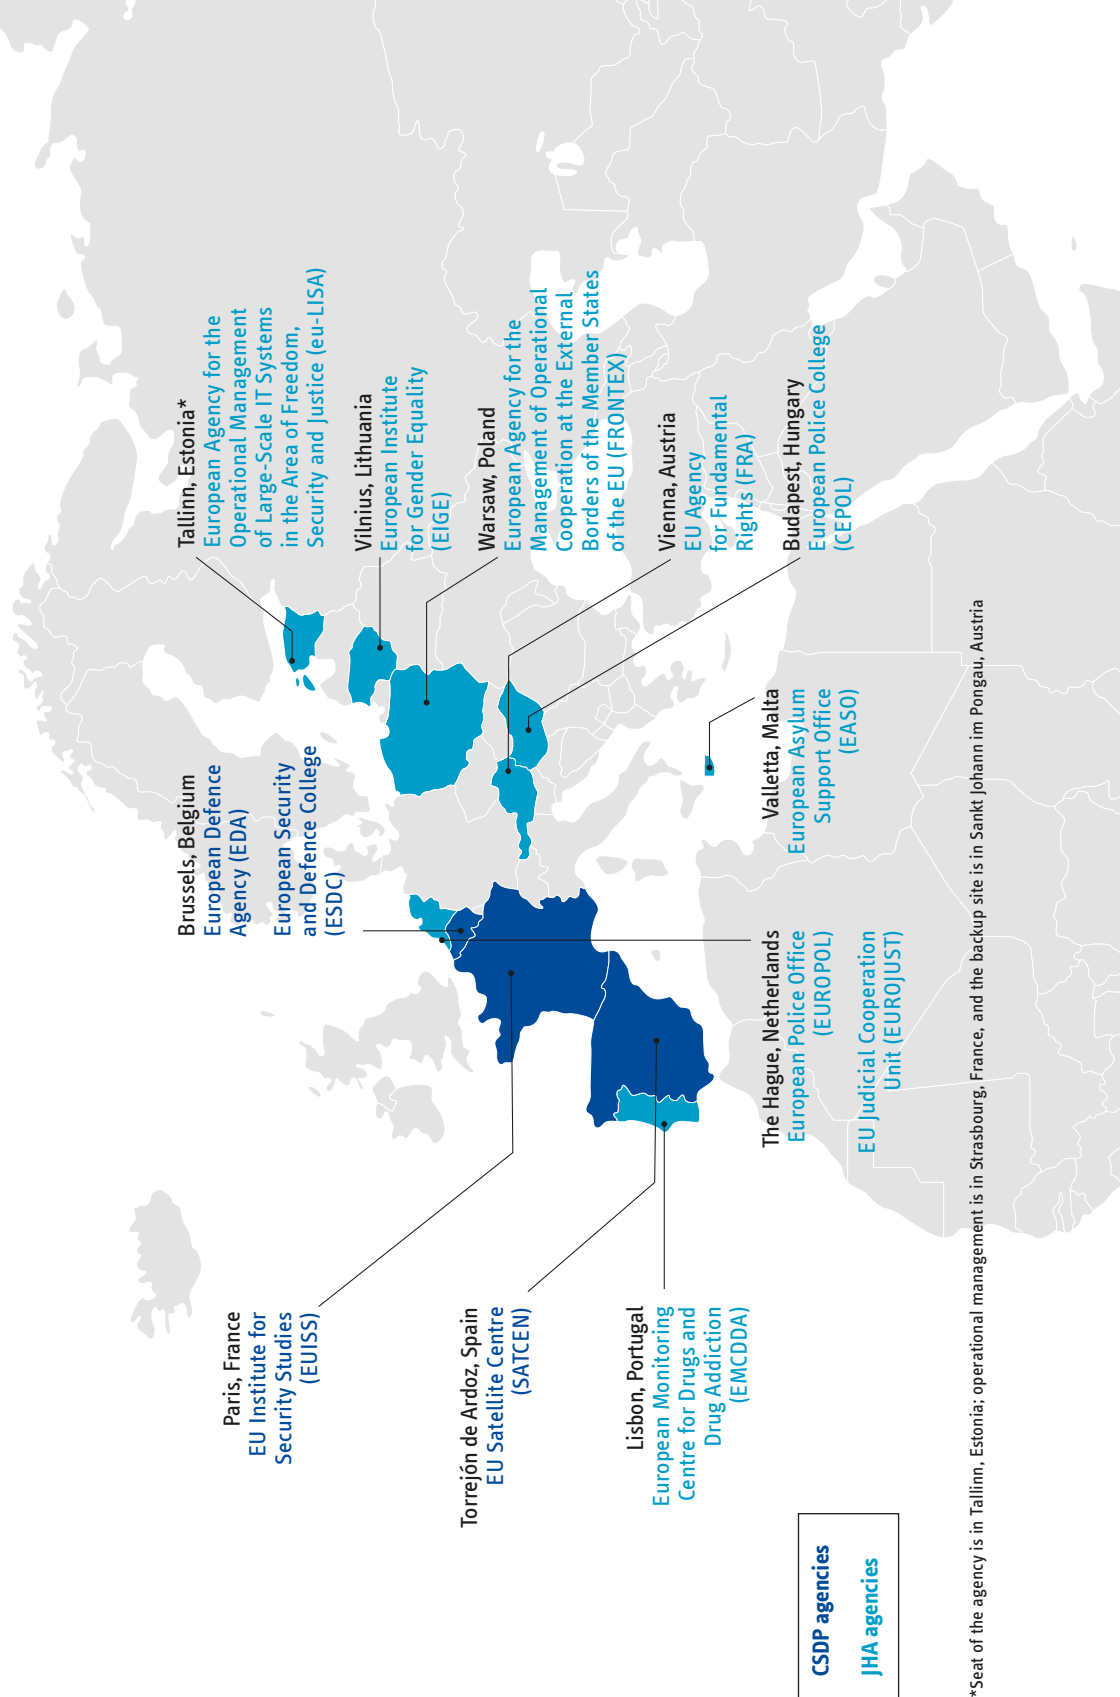 Tallinn, Estonia*
European Agency for the
Operational Management
of Large-Scale IT Systems
in the Area of Freedom,
Security and Justice (eu-LISA)
Vilnius, Lithuania
European Institute
for Gender Equality
(EIGE)
Warsaw, Poland
European Agency for the
Management of Operational
Cooperation at the External
Borders of the Member States
of the EU (FRONTEX)
Vienna, Austria
EU Agency
for Fundamental
Rights (FRA)
Budapest, Hungary
European Police College
(CEPOL)
Brussels, Belgium
European Defence
Agency (EDA)
European Security
and Defence College
(ESDC)
Valletta, Malta
European Asylum
Support Office
(EASO)
The Hague, Netherlands
European Police Office
(EUROPOL)
EU Judicial Cooperation
Unit (EUROJUST)
Paris, France
EU Institute for
Security Studies
(EUISS)
Torrejón de Ardoz, Spain
EU Satellite Centre
(SATCEN)
Lisbon, Portugal
European Monitoring
Centre for Drugs and
Drug Addiction
(EMCDDA)
CSDP agencies
JHA agencies
*Seat of the agency is in Tallinn, Estonia; operational management is in Strasbourg, France, and the backup site is in Sankt Johann im Pongau, Austria